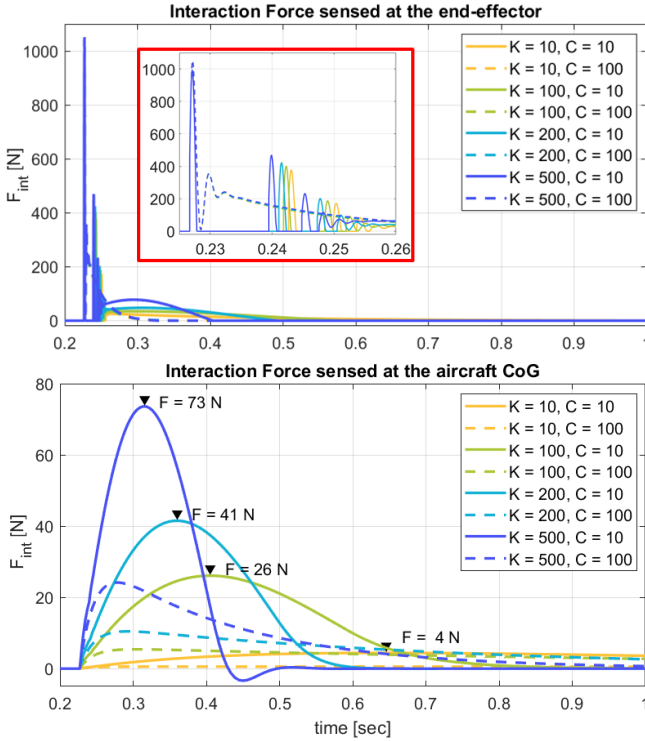 Interaction Force sensed at the end-effector
F_int [N]
1000
800
600
400
200
0
0.2
0.3
0.4
0.5
0.6
0.7
0.8
0.9
1
1000
800
600
400
200
0
0.23
0.24
0.25
0.26
K = 10, C = 10
K = 10, C = 100
K = 100, C = 10
K = 100, C = 100
K = 200, C = 10
K = 200, C = 100
K = 500, C = 10
K = 500, C = 100
Interaction Force sensed at the aircraft CoG
F_int [N]
80
60
40
20
0
F = 73 N
F = 41 N
F = 26 N
F = 4 N
K = 10, C = 10
K = 10, C = 100
K = 100, C = 10
K = 100, C = 100
K = 200, C = 10
K = 200, C = 100
K = 500, C = 10
K = 500, C = 100
0.2
0.3
0.4
0.5
0.6
0.7
0.8
0.9
1
time [sec]